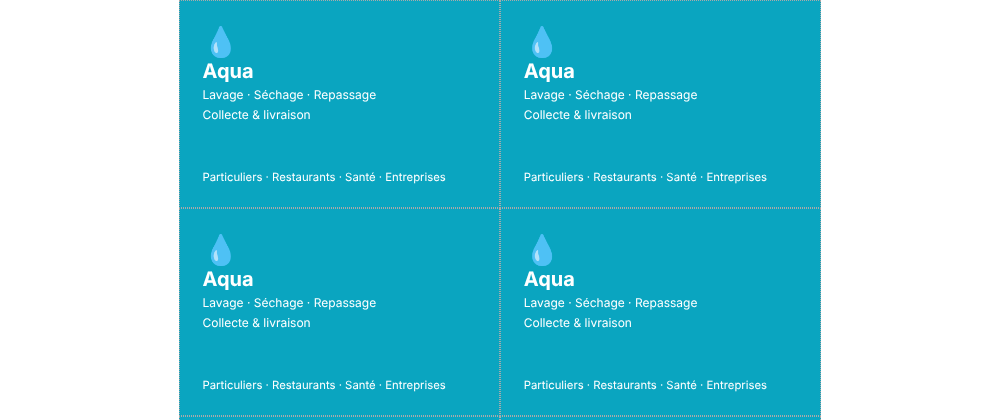 Aqua
Lavage · Séchage · Repassage
Collecte & livraison
Particuliers · Restaurants · Santé · Entreprises
Aqua
Lavage · Séchage · Repassage
Collecte & livraison
Particuliers · Restaurants · Santé · Entreprises
Aqua
Lavage · Séchage · Repassage
Collecte & livraison
Particuliers · Restaurants · Santé · Entreprises
Aqua
Lavage · Séchage · Repassage
Collecte & livraison
Particuliers · Restaurants · Santé · Entreprises